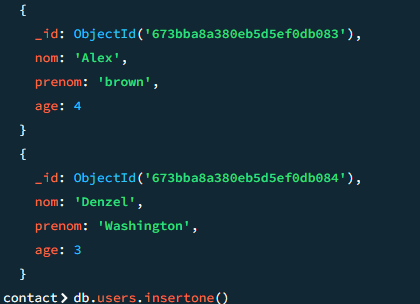 {
_id: ObjectId('673bba8a380eb5d5ef0db083'),
nom: 'Alex',
prenom: 'brown',
age: 4
}
{
_id: ObjectId('673bba8a380eb5d5ef0db084'),
nom: 'Denzel',
prenom: 'Washington',
age: 3
}
contact> db.users.insertone()